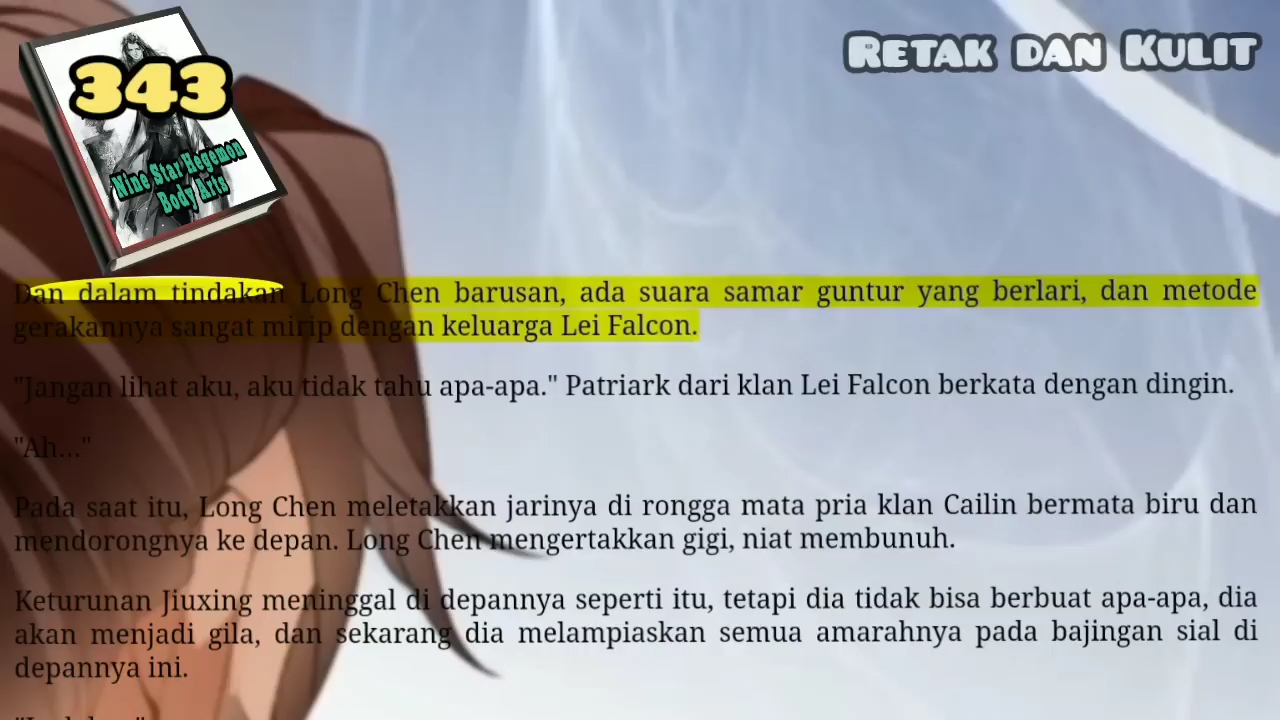 343
Nine Star Hegemon
Body Arts
RETAK DAN KULIT
Dan dalam tindakan Long Chen barusan, ada suara samar guntur yang berlari, dan metode
gerakannya sangat mirip dengan keluarga Lei Falcon.
"Jangan lihat aku, aku tidak tahu apa-apa." Patriark dari klan Lei Falcon berkata dengan dingin.
"Ah..."
Pada saat itu, Long Chen meletakkan jarinya di rongga mata pria klan Cailin bermata biru dan
mendorongnya ke depan. Long Chen mengertakkan gigi, niat membunuh.
Keturunan Jiuxing meninggal di depannya seperti itu, tetapi dia tidak bisa berbuat apa-apa, dia
akan menjadi gila, dan sekarang dia melampiaskan semua amarahnya pada bajingan sial di
depannya ini.